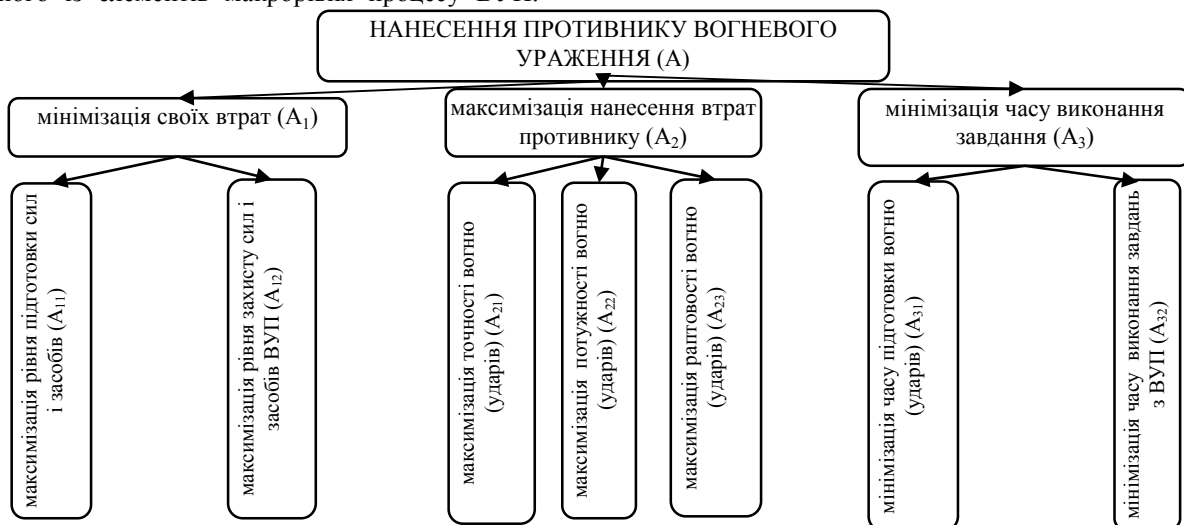 НАНЕСЕННЯ ПРОТИВНИКУ ВОГНЕВОГО
УРАЖЕННЯ (А)
мінімізація своїх втрат (А₁)
максимізація нанесення втрат
противнику (А₂)
мінімізація часу виконання
завдання (А₃)
максимізація рівня підготовки сил
і засобів (А₁₁)
максимізація рівня захисту сил і
засобів ВУП (А₁₂)
максимізація точності вогню
(ударів) (А₂₁)
максимізація потужності вогню
(ударів) (А₂₂)
максимізація раптовості вогню
(ударів) (А₂₃)
мінімізація часу підготовки вогню
(ударів) (А₃₁)
мінімізація часу виконання завдань
з ВУП (А₃₂)